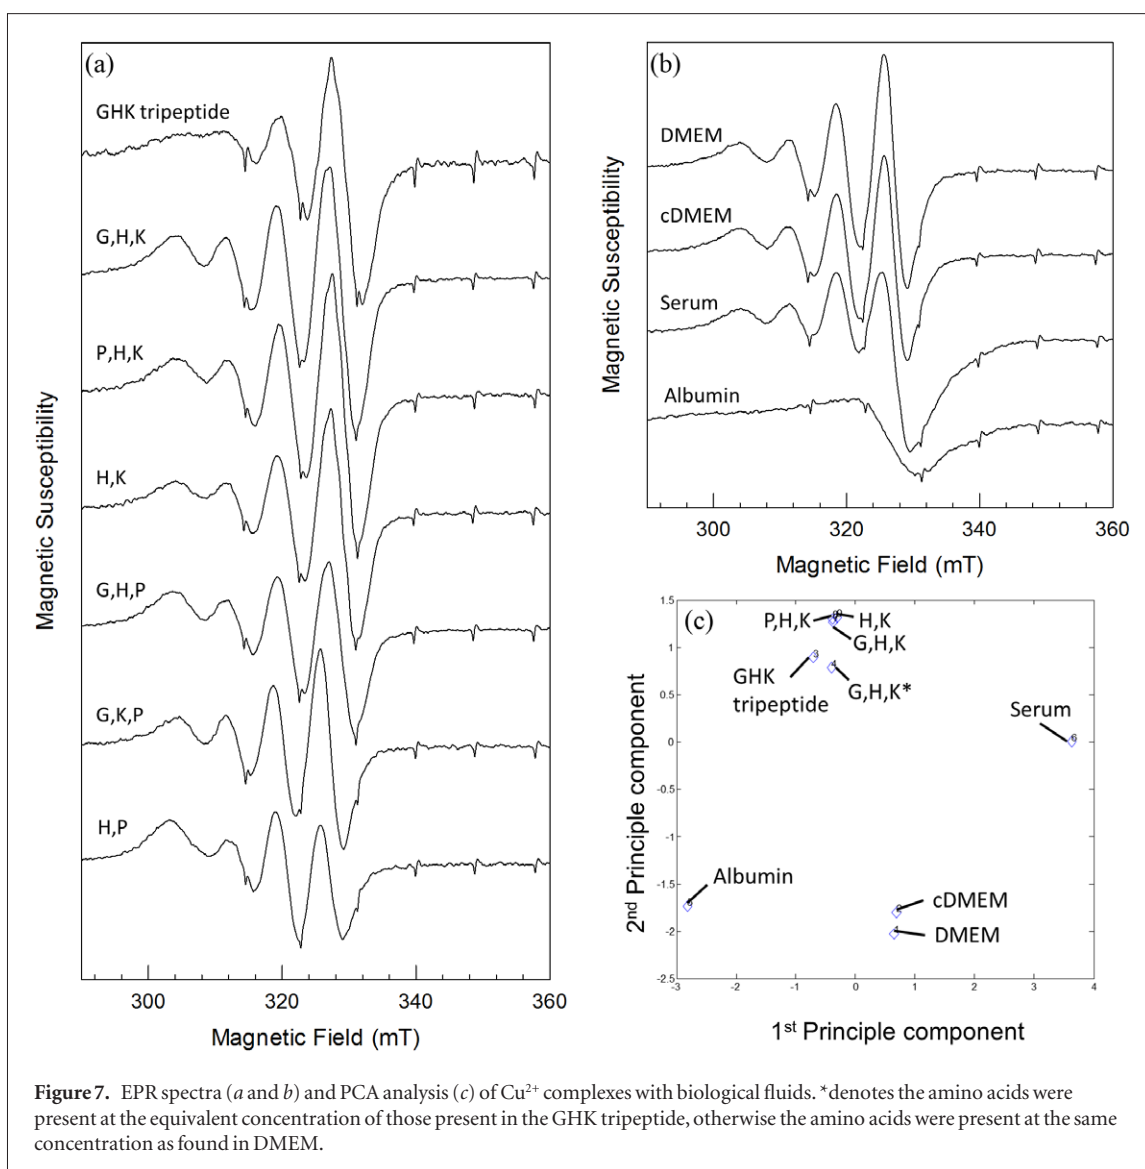 (a)
GHK tripeptide
G,H,K
P,H,K
H,K
G,H,P
G,K,P
H,P
Magnetic Susceptibility
300 320 340 360
Magnetic Field (mT)
(b)
DMEM
cDMEM
Serum
Albumin
Magnetic Susceptibility
300 320 340 360
Magnetic Field (mT)
(c)
1.5
1
0.5
0
-0.5
-1
-1.5
-2
-2.5
P,H,K H,K
G,H,K
3
4
GHK
tripeptide
G,H,K*
Serum
6
Albumin
cDMEM
DMEM
-3 -2 -1 0 1 2 3 4
2nd Principle component
1st Principle component
Figure 7. EPR spectra (a and b) and PCA analysis (c) of Cu2+ complexes with biological fluids. *denotes the amino acids were
present at the equivalent concentration of those present in the GHK tripeptide, otherwise the amino acids were present at the same
concentration as found in DMEM.